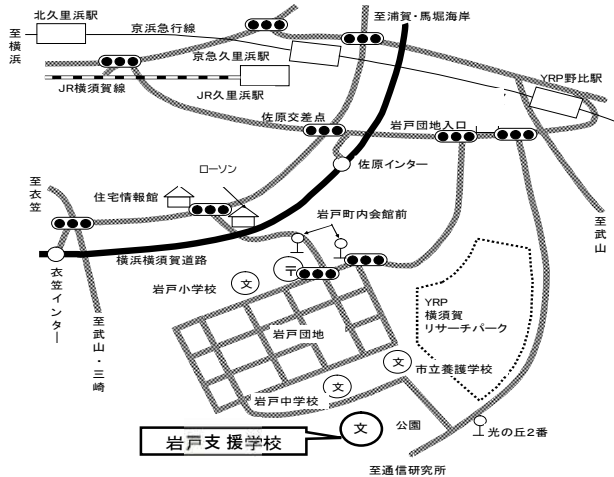 北久里浜駅
京浜急行線
至浦賀・馬堀海岸
至横浜
京急久里浜駅
YRP野比駅
JR横須賀線
JR久里浜駅
佐原交差点
岩戸団地入口
ローソン
佐原インター
至衣笠
住宅情報館
岩戸町内会館前
至武山
横浜横須賀道路
衣笠インター
〒
岩戸小学校
文
YRP
横須賀
リサーチパーク
至武山・三崎
岩戸団地
文
市立養護学校
文
岩戸中学校
岩戸支援学校
文
公園
光の丘2番
至通信研究所